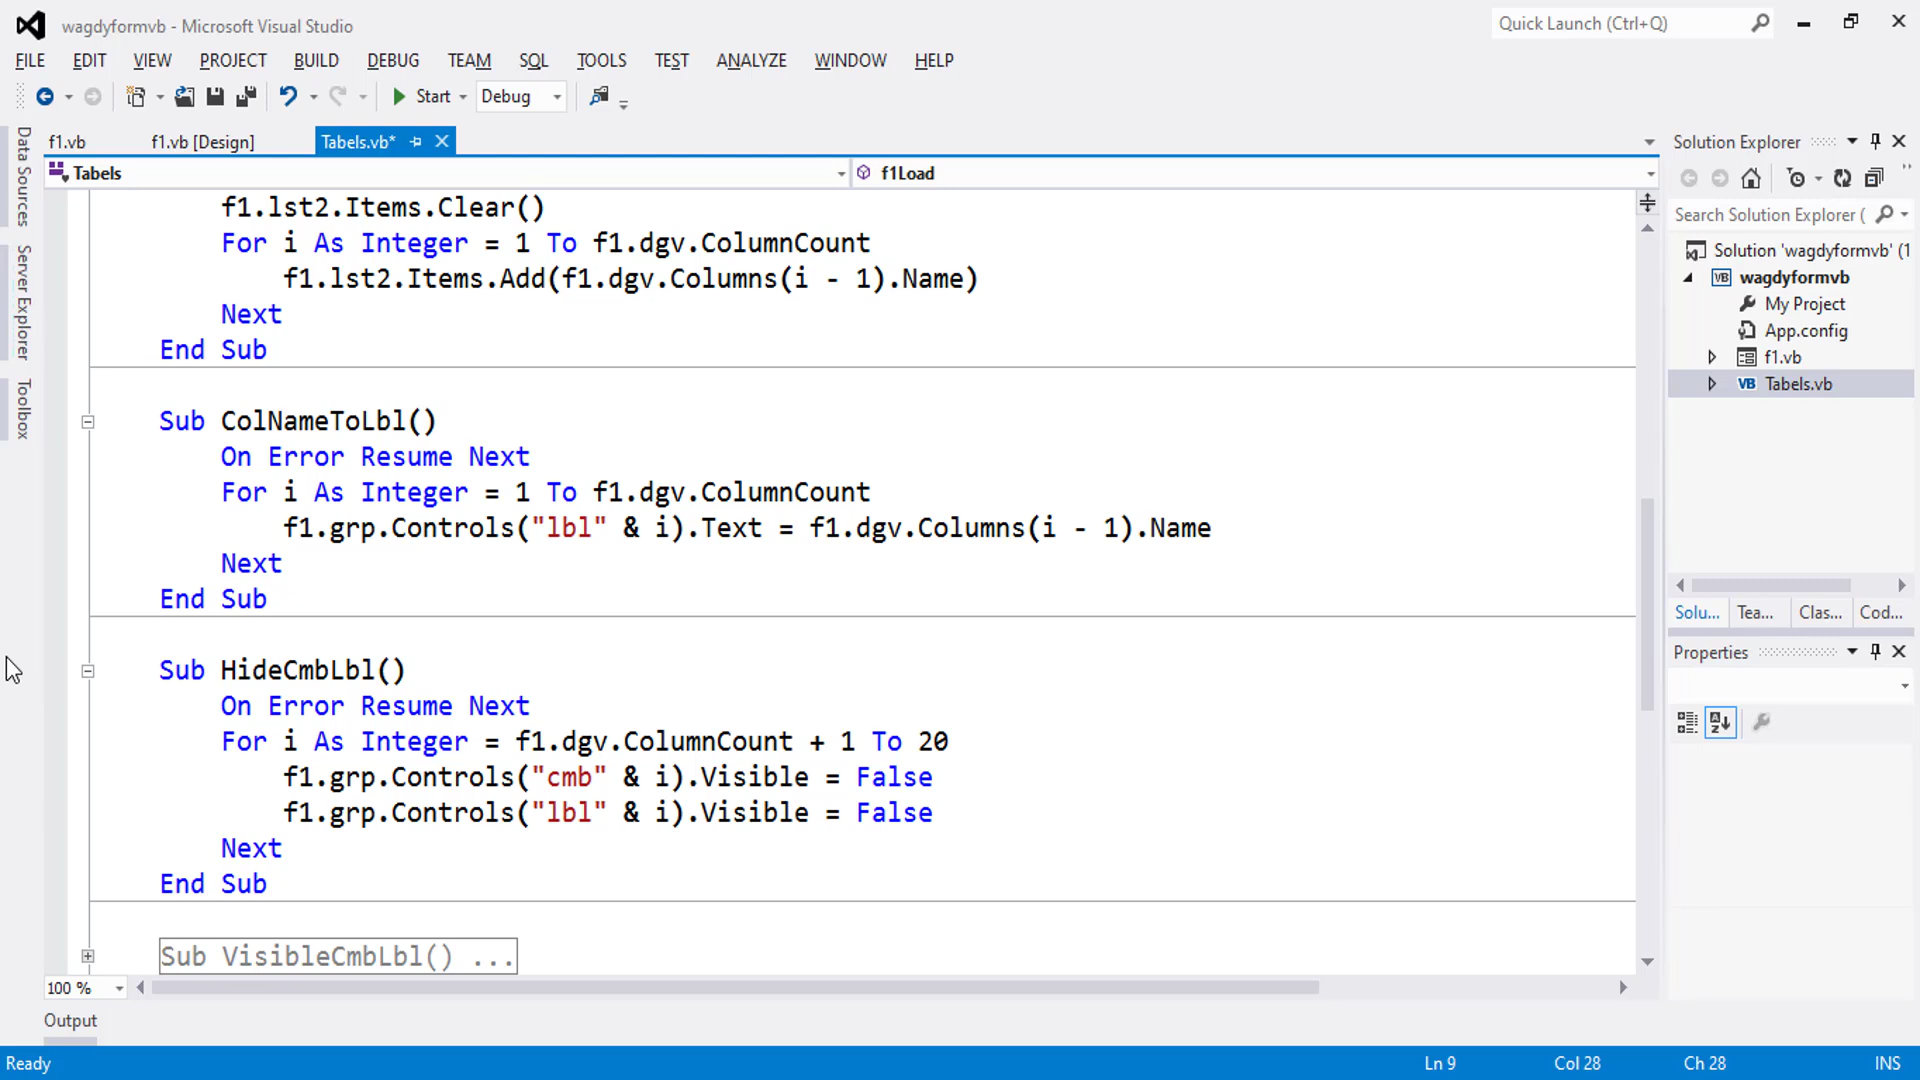 wagdyformvb - Microsoft Visual Studio
Quick Launch (Ctrl+Q)
FILE EDIT VIEW PROJECT BUILD DEBUG TEAM SQL TOOLS TEST ANALYZE WINDOW HELP
Start Debug
f1.vb f1.vb [Design] Tabels.vb*
Tabels f1Load
Data Sources
Server Explorer
Toolbox
f1.lst2.Items.Clear()
For i As Integer = 1 To f1.dgv.ColumnCount
f1.lst2.Items.Add(f1.dgv.Columns(i - 1).Name)
Next
End Sub
Sub ColNameToLbl()
On Error Resume Next
For i As Integer = 1 To f1.dgv.ColumnCount
f1.grp.Controls("lbl" & i).Text = f1.dgv.Columns(i - 1).Name
Next
End Sub
Sub HideCmbLbl()
On Error Resume Next
For i As Integer = f1.dgv.ColumnCount + 1 To 20
f1.grp.Controls("cmb" & i).Visible = False
f1.grp.Controls("lbl" & i).Visible = False
Next
End Sub
Sub VisibleCmbLbl() ...
100 %
Output
Solution Explorer
Search Solution Explorer (
Solution 'wagdyformvb' (1
VB wagdyformvb
My Project
App.config
f1.vb
VB Tabels.vb
Solu... Tea... Clas... Cod...
Properties
Ready Ln 9 Col 28 Ch 28 INS